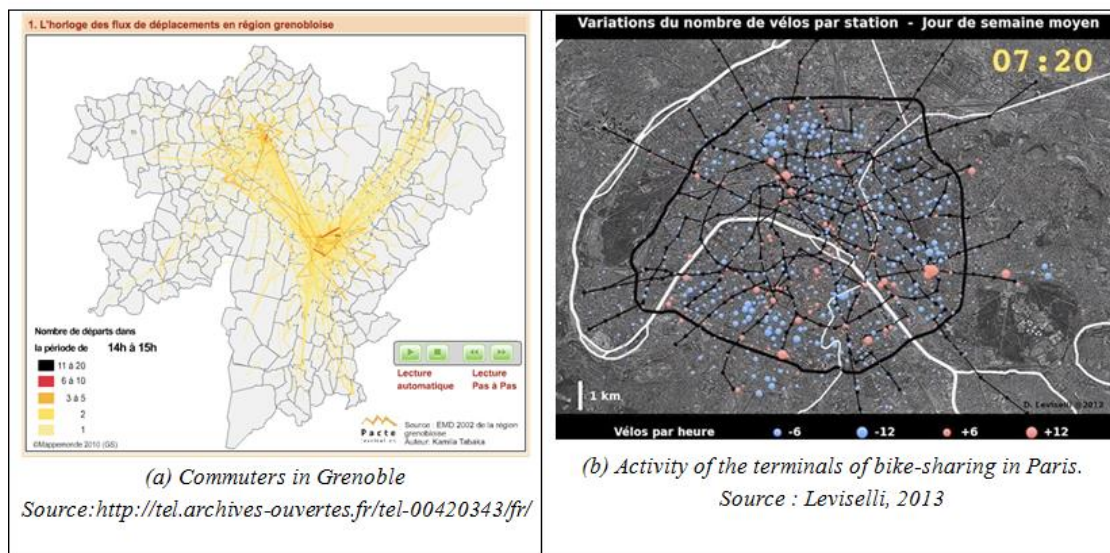 1. L'horloge des flux de déplacements en région grenobloise
Nombre de départs dans
la période de 14h à 15h
11 à 20
6 à 10
3 à 5
2
1
©Mappemonde 2010 (GS)
Lecture automatique
Lecture Pas à Pas
Pacte
Source : EMD 2002 de la région
grenobloise
Auteur: Kamila Tabaka
(a) Commuters in Grenoble
Source:http://tel.archives-ouvertes.fr/tel-00420343/fr/
Variations du nombre de vélos par station - Jour de semaine moyen
07:20
1 km
D. Leviselli ©2012
Vélos par heure -6 -12 +6 +12
(b) Activity of the terminals of bike-sharing in Paris.
Source : Leviselli, 2013